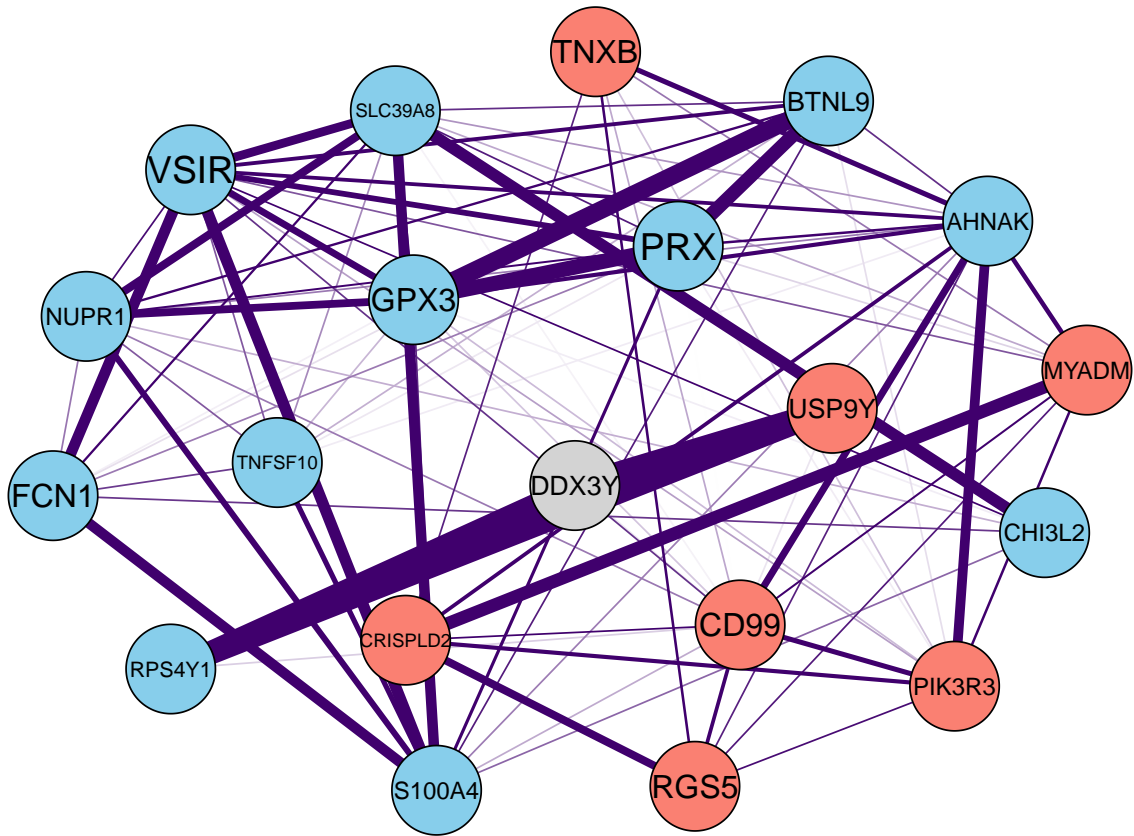 TNXB
BTNL9
SLC39A8
VSIR
AHNAK
PRX
GPX3
NUPR1
MYADM
USP9Y
TNFSF10
DDX3Y
FCN1
CHI3L2
CD99
CRISPLD2
RPS4Y1
PIK3R3
RGS5
S100A4